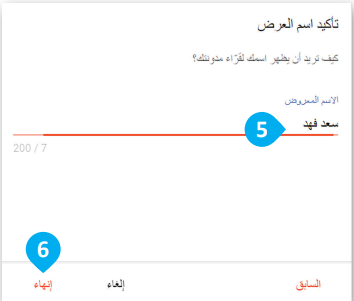 تأكيد اسم العرض
كيف تريد أن يظهر اسمك لقرّاء مدونتك؟
الاسم المعروض
سعد فهد
5
200 / 7
6
السابق إلغاء إنهاء